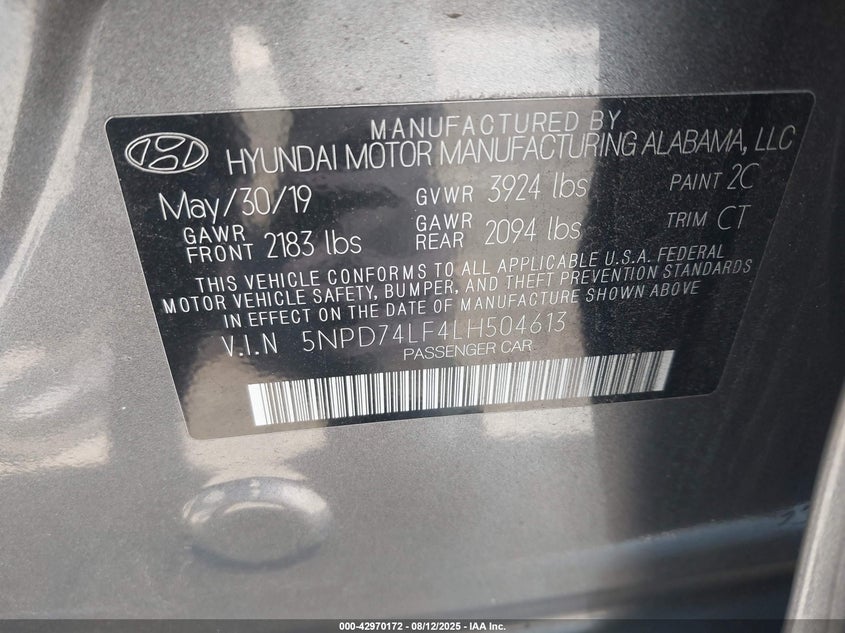 MANUFACTURED BY
HYUNDAI MOTOR MANUFACTURING ALABAMA, LLC
May/30/19 GVWR 3924 lbs PAINT 2C
GAWR FRONT 2183 lbs GAWR REAR 2094 lbs TRIM CT
THIS VEHICLE CONFORMS TO ALL APPLICABLE U.S.A. FEDERAL
MOTOR VEHICLE SAFETY, BUMPER, AND THEFT PREVENTION STANDARDS
IN EFFECT ON THE DATE OF MANUFACTURE SHOWN ABOVE
V.I.N 5NPD74LF4LH504613
PASSENGER CAR
000-42970172 - 08/12/2025 - IAA Inc.